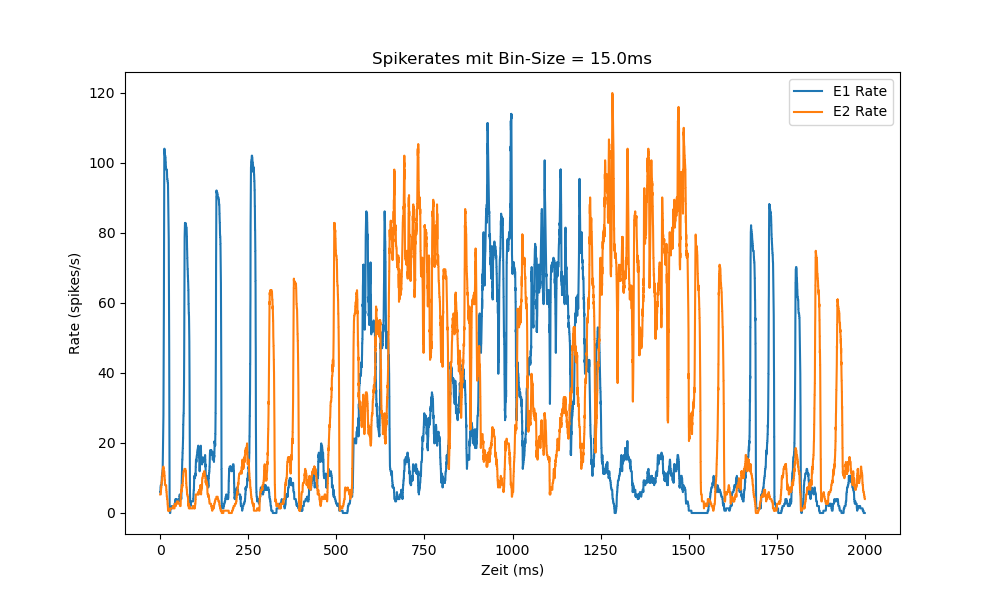 Spikerates mit Bin-Size = 15.0ms
E1 Rate
E2 Rate
120
100
80
60
40
20
0
Rate (spikes/s)
0 250 500 750 1000 1250 1500 1750 2000
Zeit (ms)